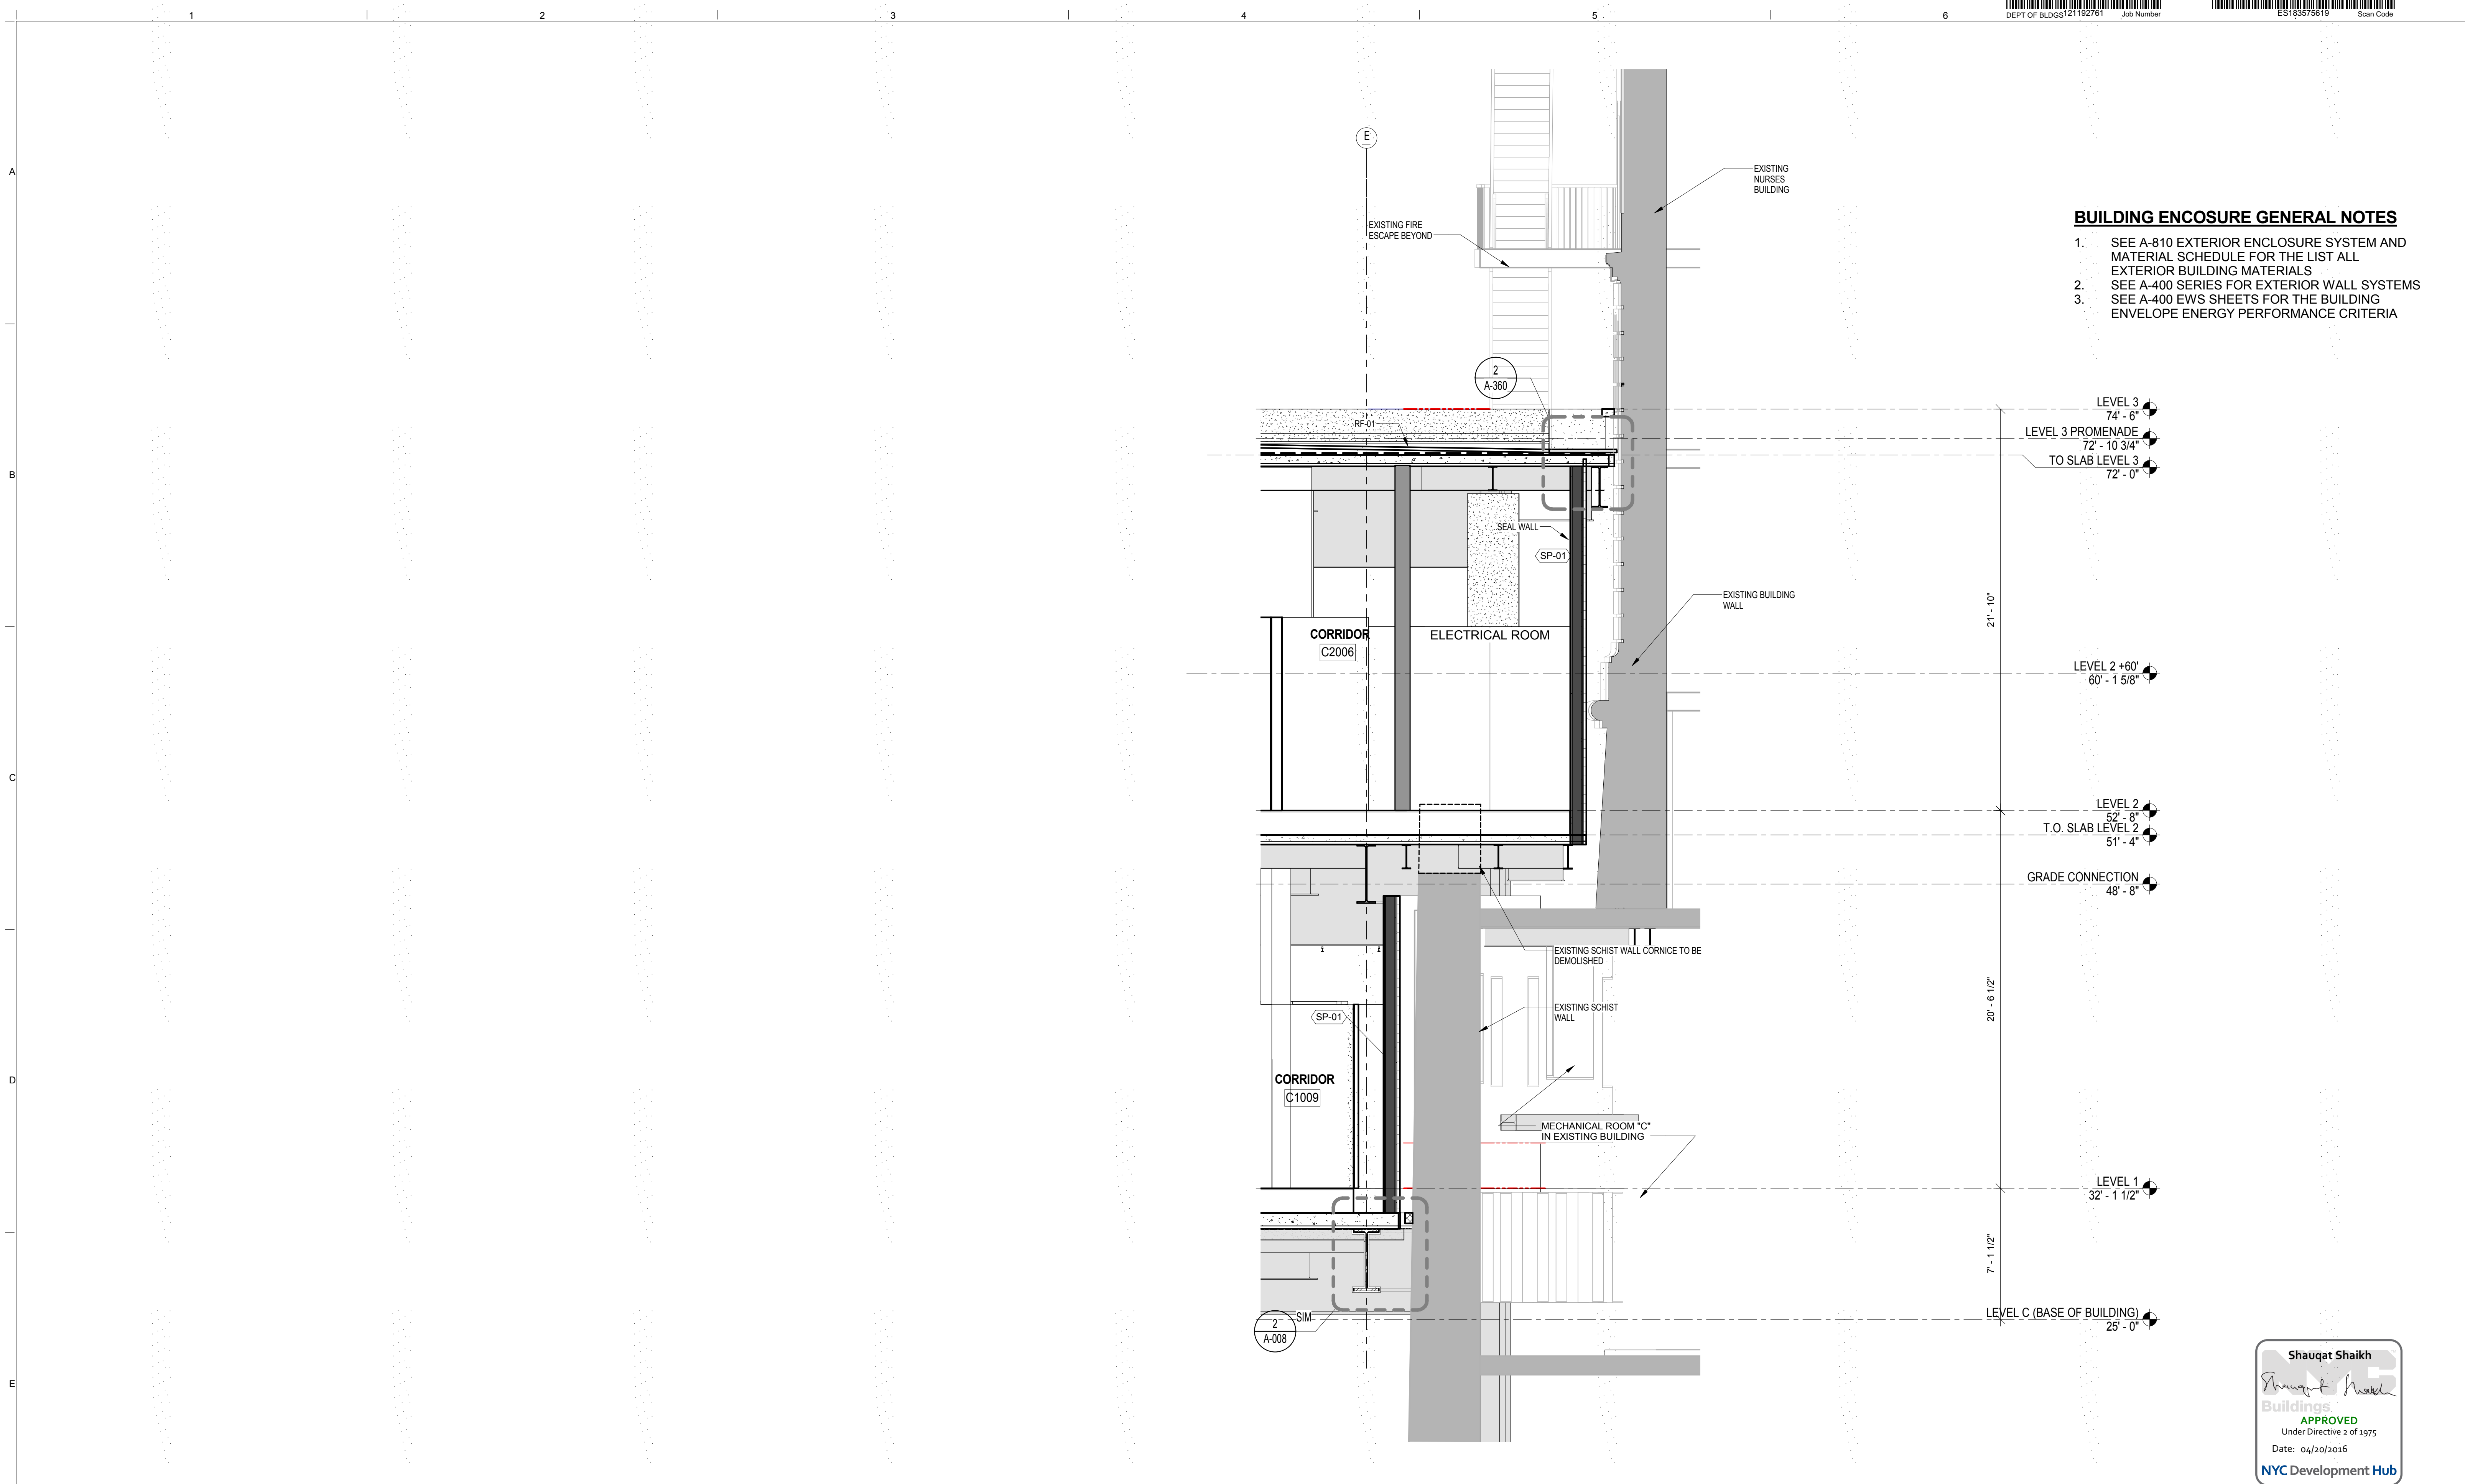 1
2
3
4
5
6
DEPT OF BLDGS 121192761 Job Number
ES183575619 Scan Code
A
B
C
D
E
E
EXISTING
NURSES
BUILDING
EXISTING FIRE
ESCAPE BEYOND
BUILDING ENCOSURE GENERAL NOTES
1. SEE A-810 EXTERIOR ENCLOSURE SYSTEM AND
MATERIAL SCHEDULE FOR THE LIST ALL
EXTERIOR BUILDING MATERIALS
2. SEE A-400 SERIES FOR EXTERIOR WALL SYSTEMS
3. SEE A-400 EWS SHEETS FOR THE BUILDING
ENVELOPE ENERGY PERFORMANCE CRITERIA
2
A-360
RF-01
LEVEL 3
74' - 6"
LEVEL 3 PROMENADE
72' - 10 3/4"
TO SLAB LEVEL 3
72' - 0"
SEAL WALL
SP-01
EXISTING BUILDING
WALL
21' - 10"
CORRIDOR
C2006
ELECTRICAL ROOM
LEVEL 2 +60'
60' - 1 5/8"
LEVEL 2
52' - 8"
T.O. SLAB LEVEL 2
51' - 4"
GRADE CONNECTION
48' - 8"
EXISTING SCHIST WALL CORNICE TO BE
DEMOLISHED
EXISTING SCHIST
WALL
20' - 6 1/2"
SP-01
CORRIDOR
C1009
MECHANICAL ROOM "C"
IN EXISTING BUILDING
LEVEL 1
32' - 1 1/2"
7' - 1 1/2"
LEVEL C (BASE OF BUILDING)
25' - 0"
SIM
2
A-008
Shauqat Shaikh
NYC
Buildings
APPROVED
Under Directive 2 of 1975
Date: 04/20/2016
NYC Development Hub